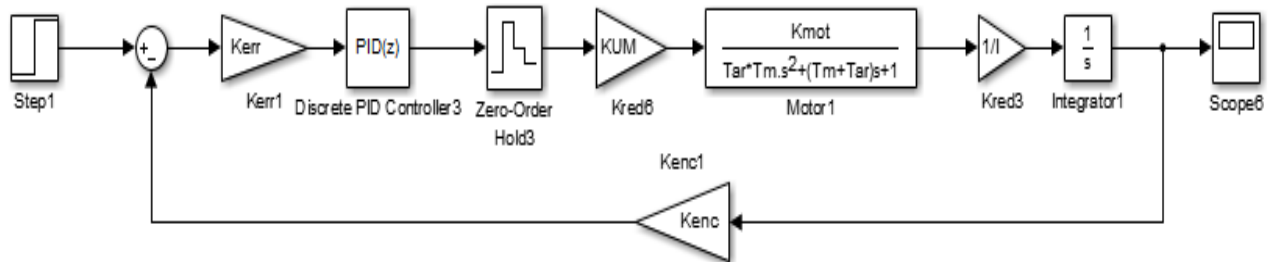 Step1
+
−
Kerr
Kerr1
PID(z)
Discrete PID Controller3
Zero-Order
Hold3
KUM
Kred6
Kmot
Tar*Tm.s2+(Tm+Tar)s+1
Motor1
1/I
Kred3
1
s
Integrator1
Scope6
Kenc1
Kenc